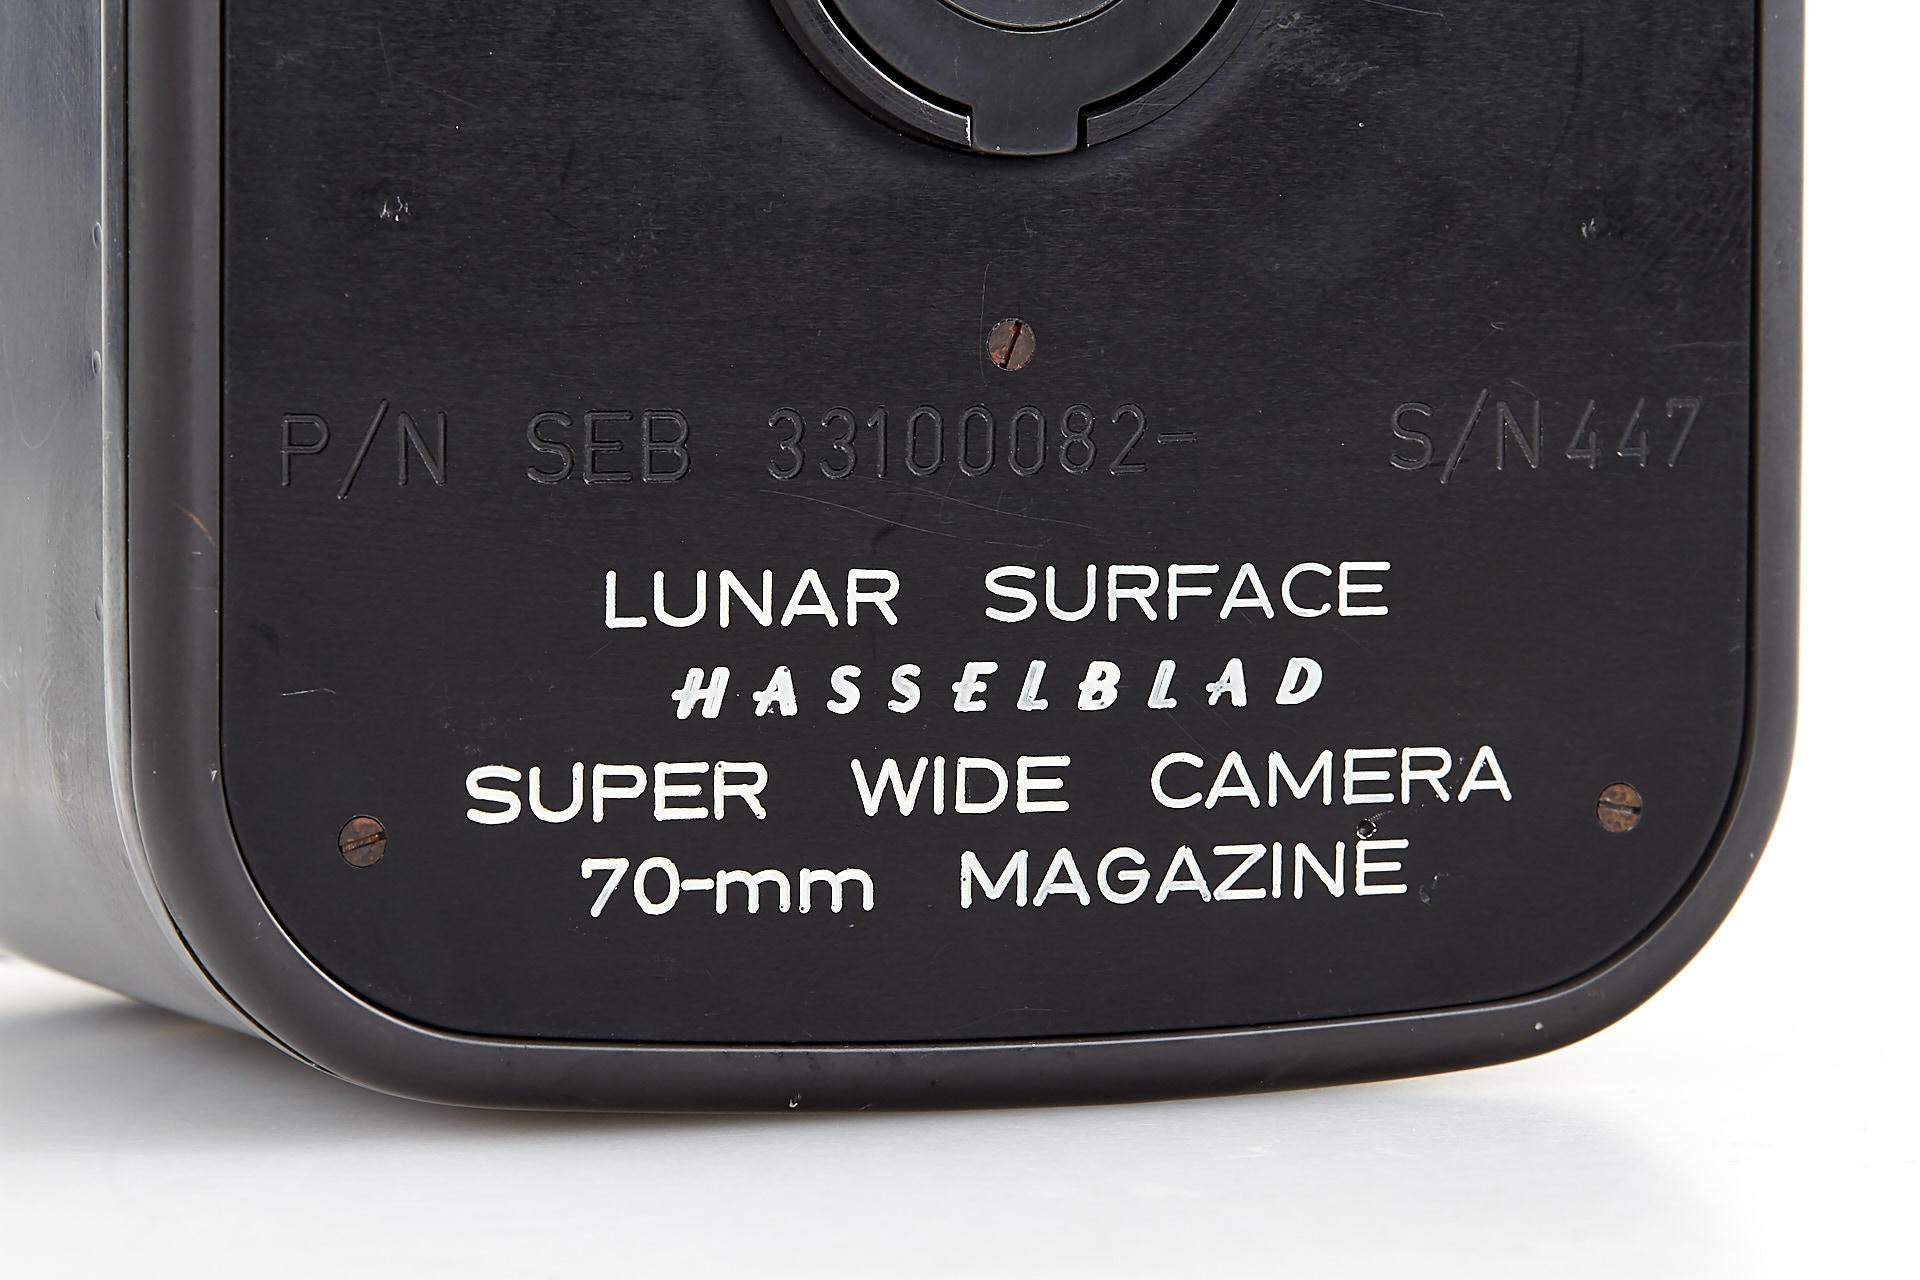 P/N SEB 33100082- S/N 447
LUNAR SURFACE
HASSELBLAD
SUPER WIDE CAMERA
70-mm MAGAZINE